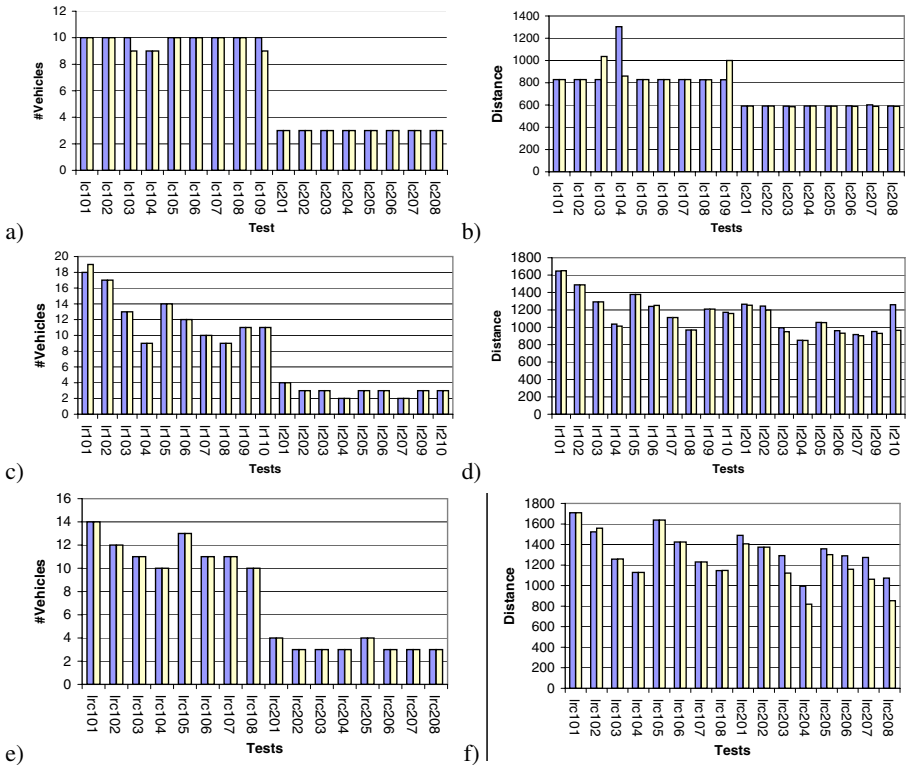 12
10
8
6
4
2
0
#Vehicles
lc101
lc102
lc103
lc104
lc105
lc106
lc107
lc108
lc109
lc201
lc202
lc203
lc204
lc205
lc206
lc207
lc208
Test
a)
1400
1200
1000
800
600
400
200
0
Distance
lc101
lc102
lc103
lc104
lc105
lc106
lc107
lc108
lc109
lc201
lc202
lc203
lc204
lc205
lc206
lc207
lc208
Tests
b)
20
18
16
14
12
10
8
6
4
2
0
#Vehicles
lr101
lr102
lr103
lr104
lr105
lr106
lr107
lr108
lr109
lr110
lr201
lr202
lr203
lr204
lr205
lr206
lr207
lr209
lr210
Tests
c)
1800
1600
1400
1200
1000
800
600
400
200
0
Distance
lr101
lr102
lr103
lr104
lr105
lr106
lr107
lr108
lr109
lr110
lr201
lr202
lr203
lr204
lr205
lr206
lr207
lr209
lr210
Tests
d)
16
14
12
10
8
6
4
2
0
#Vehicles
lrc101
lrc102
lrc103
lrc104
lrc105
lrc106
lrc107
lrc108
lrc201
lrc202
lrc203
lrc204
lrc205
lrc206
lrc207
lrc208
Tests
e)
1800
1600
1400
1200
1000
800
600
400
200
0
Distance
lrc101
lrc102
lrc103
lrc104
lrc105
lrc106
lrc107
lrc108
lrc201
lrc202
lrc203
lrc204
lrc205
lrc206
lrc207
lrc208
Tests
f)